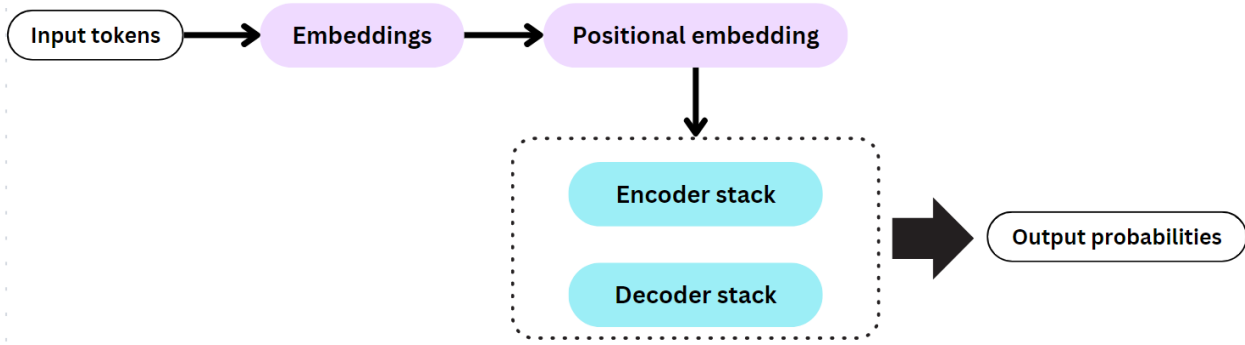 Input tokens
Embeddings
Positional embedding
Encoder stack
Decoder stack
Output probabilities